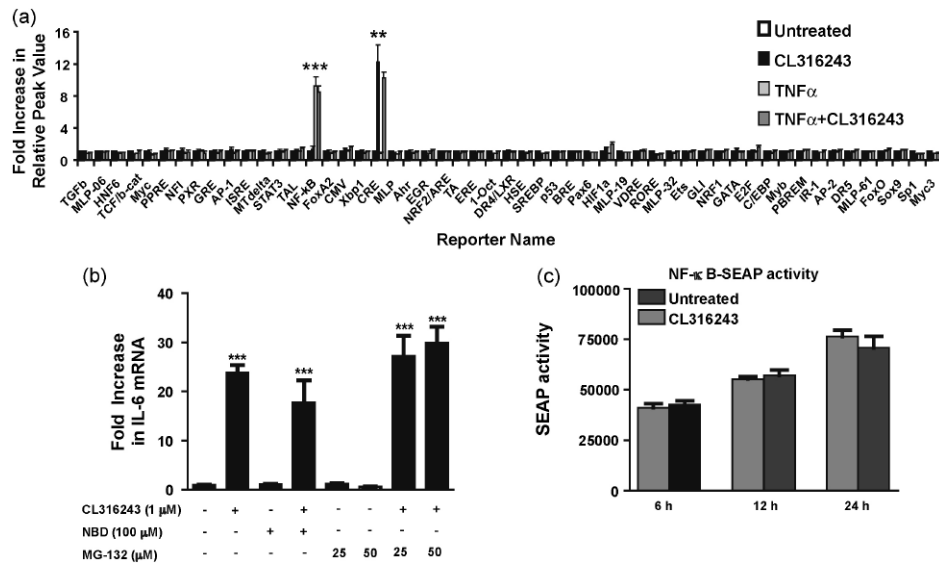 (a)
Fold Increase in
Relative Peak Value
16
12
8
4
0
***
**
Untreated
CL316243
TNFα
TNFα+CL316243
TGFb
MLP-06
HNF6
TCF/b-cat
Myc
PPRE
NFI
PXR
GRE
AP-1
ISRE
MTdelta
STAT3
TAL
NF-kB
FoxA2
CMV
Xbp1
CRE
MLP
Ahr
EGR
NRF2/ARE
TA
ERE
1-Oct
DR4/LXR
HSE
SREBP
p53
BRE
Pax6
HIF1a
MLP-19
VDRE
RORE
MLP-32
Ets
GLI
NRF1
GATA
E2F
C/EBP
Myb
PBREM
IR-1
AP-2
DR5
MLP-61
FoxO
Sox9
Sp1
Myc3
Reporter Name
(b)
Fold Increase
in IL-6 mRNA
40
30
20
10
0
***
***
***
***
CL316243 (1 μM) - + - + - - + +
NBD (100 μM) - - + + - - - -
MG-132 (μM) - - - - 25 50 25 50
(c)
NF-κB-SEAP activity
SEAP activity
100000
75000
50000
25000
0
Untreated
CL316243
6 h 12 h 24 h